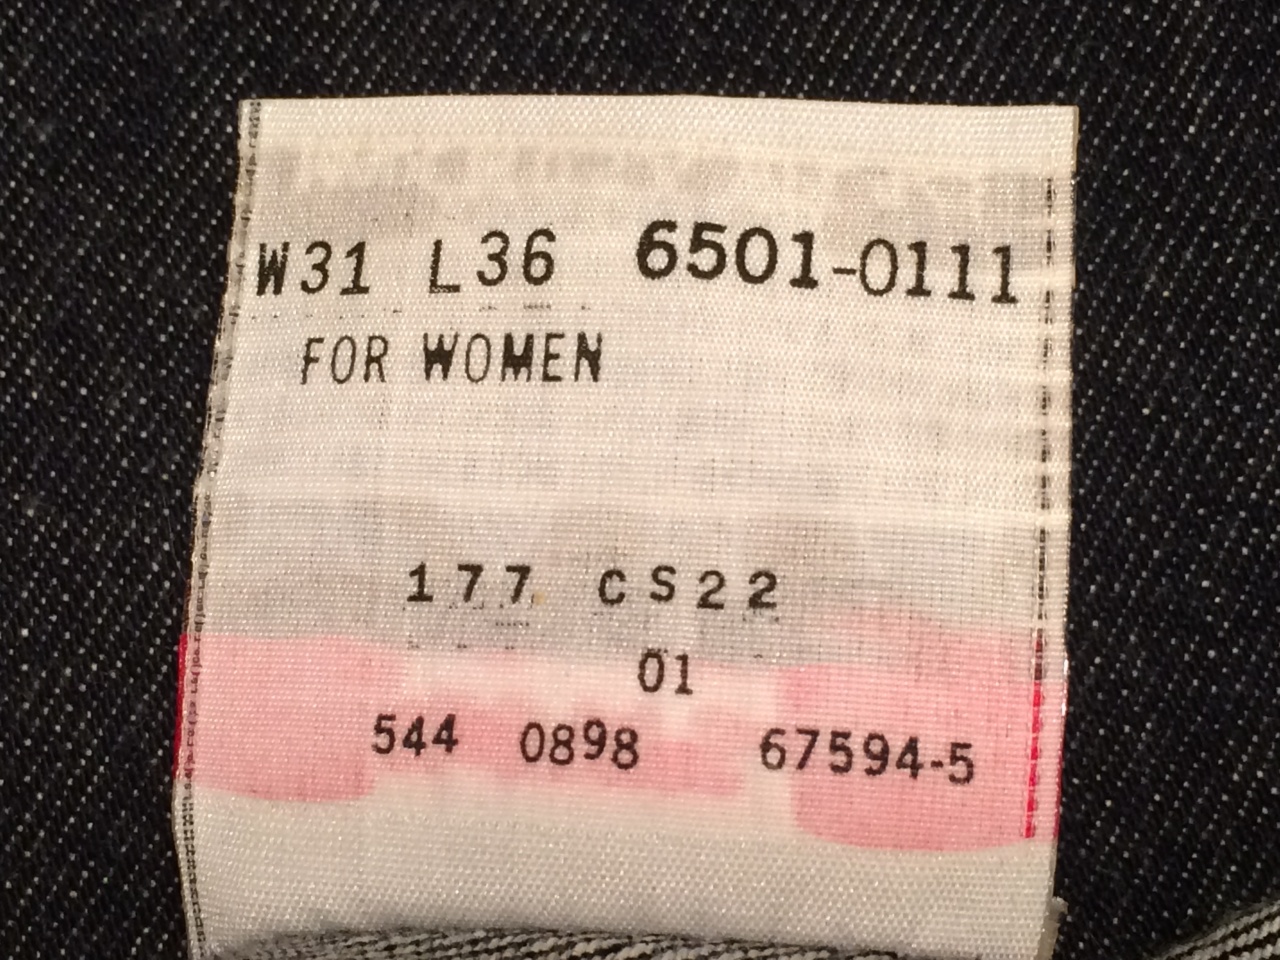 W31 L36 6501-0111
FOR WOMEN
177 CS22
01
544 0898 67594-5